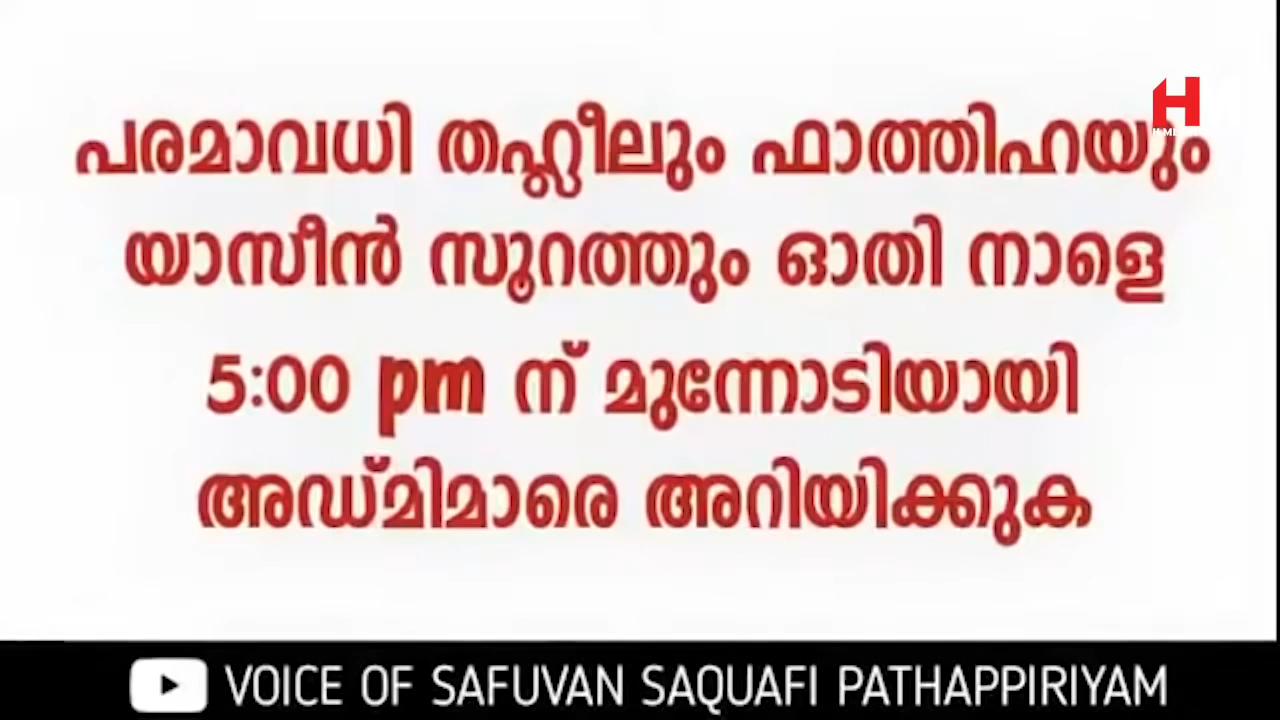 H
പരമാവധി തഹ്ലീലും ഫാത്തിഹയും
യാസീൻ സൂറത്തും ഓതി നാളെ
5:00 pm ന് മുന്നോടിയായി
അഡ്മിമാരെ അറിയിക്കുക
VOICE OF SAFUVAN SAQUAFI PATHAPPIRIYAM